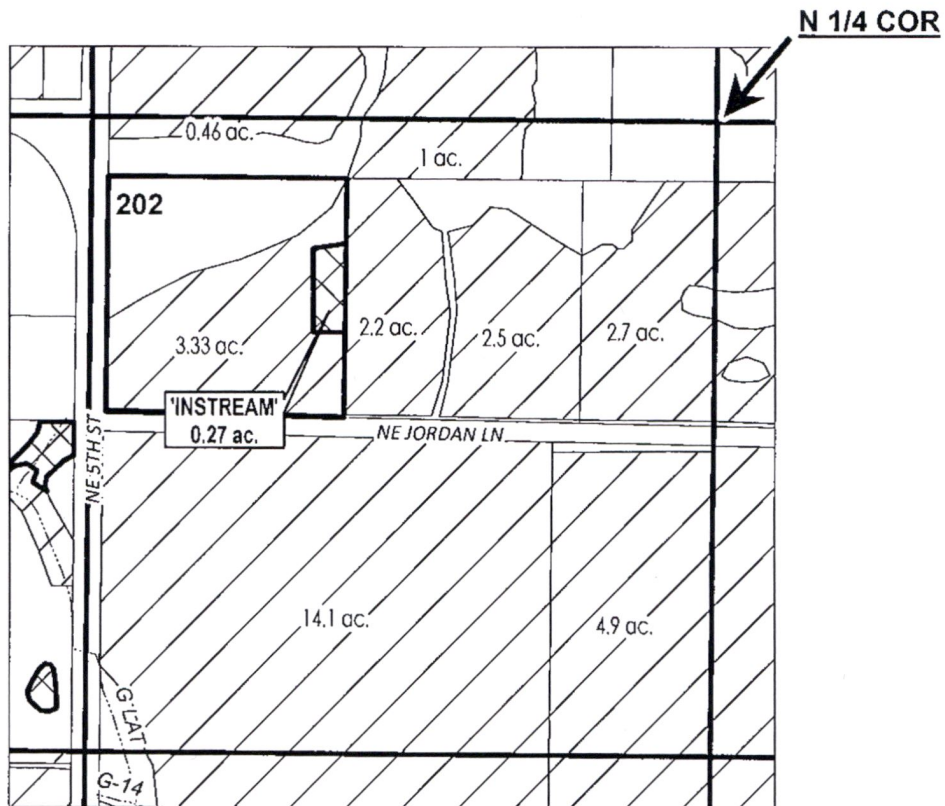 N 1/4 COR
0.46 ac.
1 ac.
202
3.33 ac.
2.2 ac.
2.5 ac.
2.7 ac.
'INSTREAM'
0.27 ac.
NE 5TH ST
NE JORDAN LN
14.1 ac.
4.9 ac.
G LAT
G-14